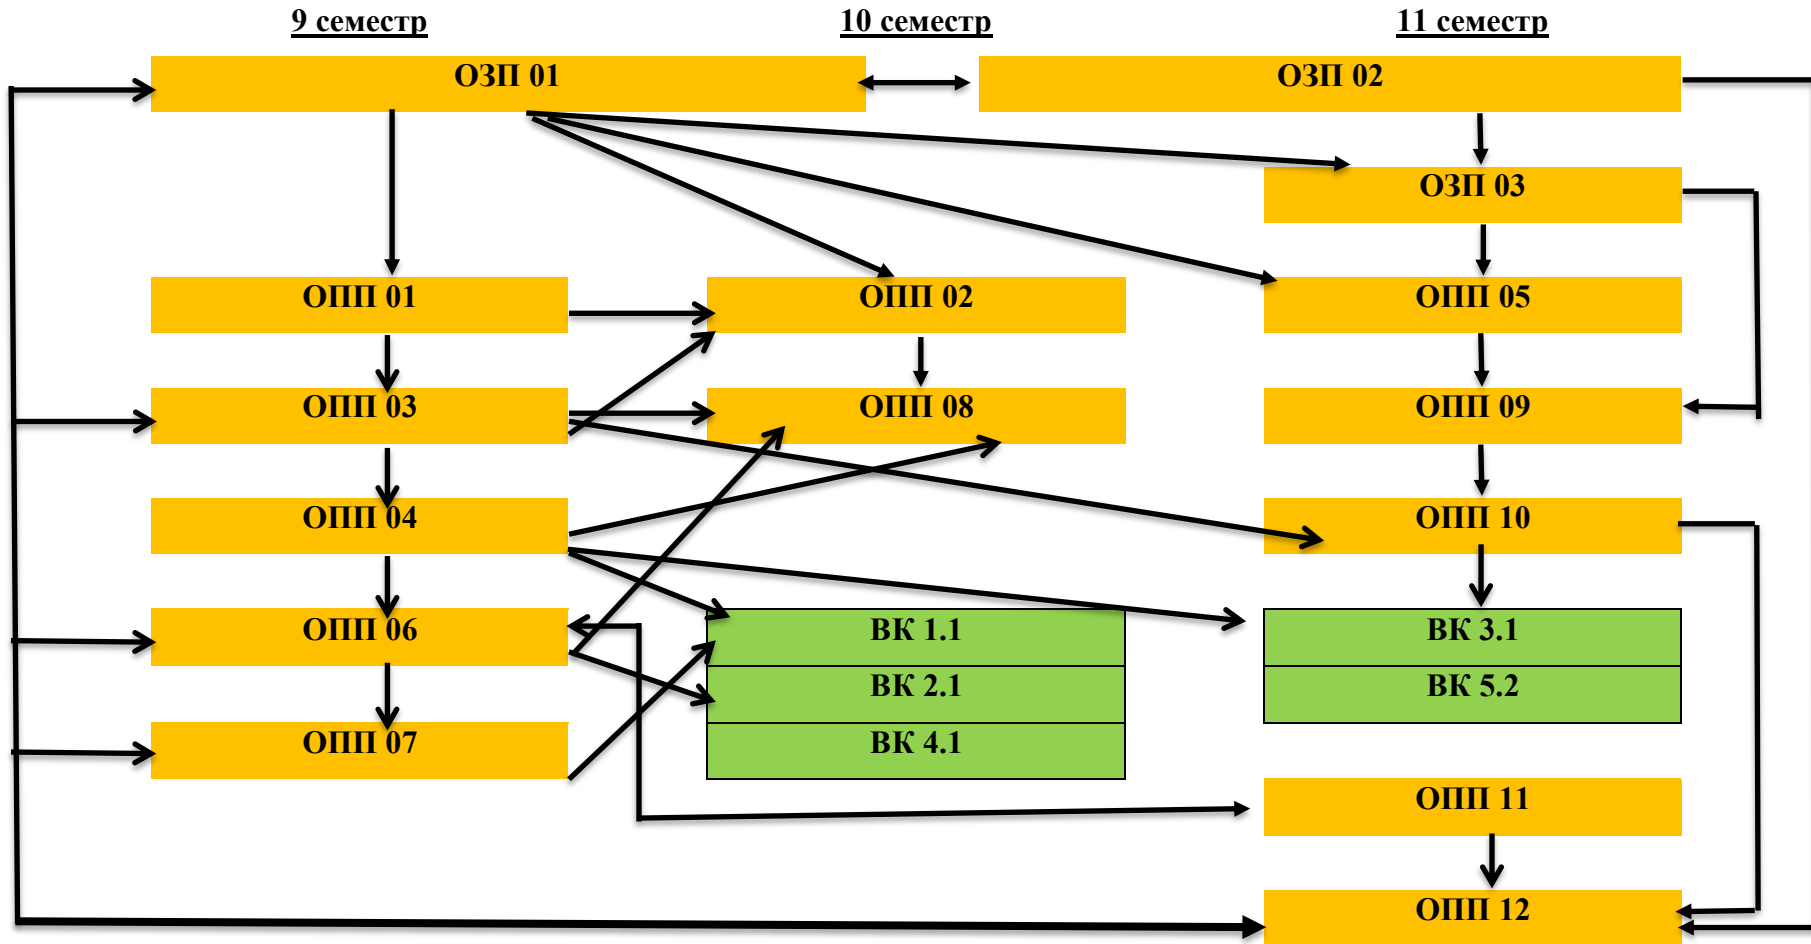 9 семестр 10 семестр 11 семестр
ОЗП 01 ОЗП 02
ОЗП 03
ОПП 01 ОПП 02 ОПП 05
ОПП 03 ОПП 08 ОПП 09
ОПП 04 ОПП 10
ОПП 06 ВК 1.1 ВК 3.1
ВК 2.1 ВК 5.2
ОПП 07 ВК 4.1
ОПП 11
ОПП 12